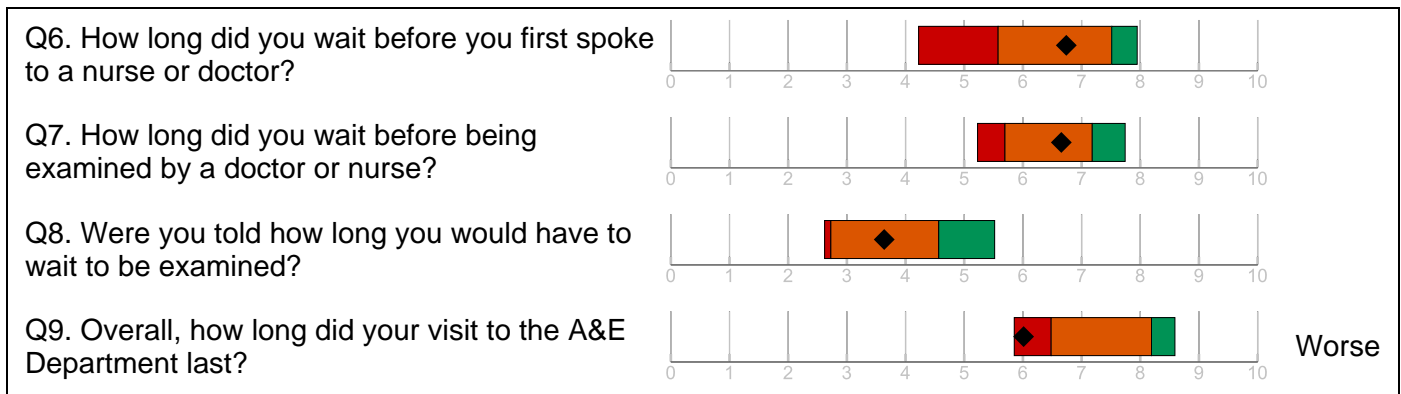 Q6. How long did you wait before you first spoke
to a nurse or doctor?
0 1 2 3 4 5 6 7 8 9 10
Q7. How long did you wait before being
examined by a doctor or nurse?
0 1 2 3 4 5 6 7 8 9 10
Q8. Were you told how long you would have to
wait to be examined?
0 1 2 3 4 5 6 7 8 9 10
Q9. Overall, how long did your visit to the A&E
Department last?
Worse
0 1 2 3 4 5 6 7 8 9 10